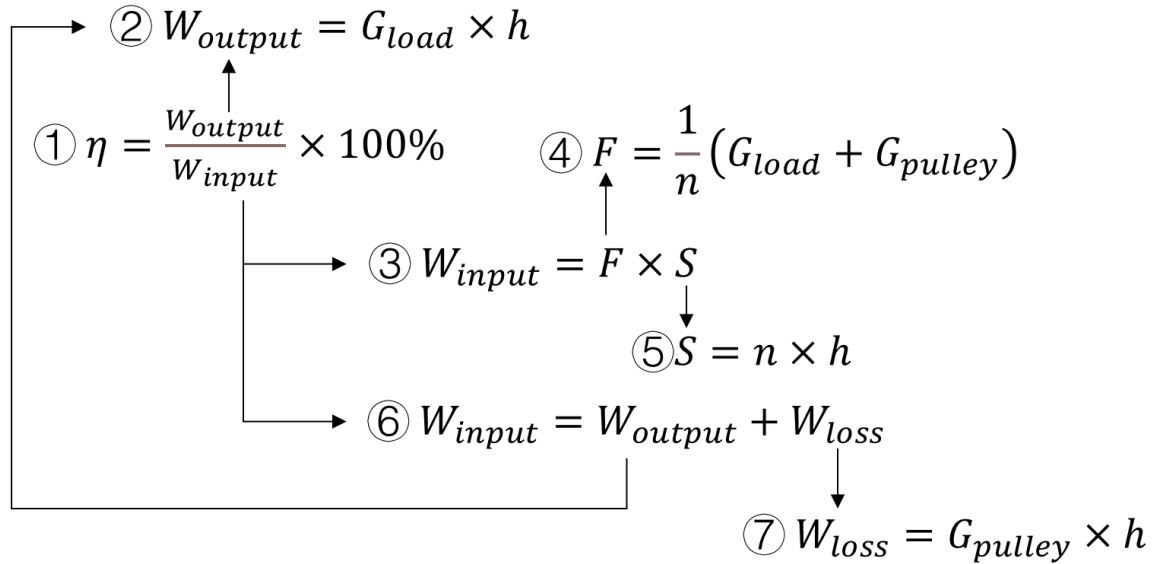 ② W_output = G_load × h
① η = W_output / W_input × 100%
④ F = 1/n (G_load + G_pulley)
③ W_input = F × S
⑤ S = n × h
⑥ W_input = W_output + W_loss
⑦ W_loss = G_pulley × h